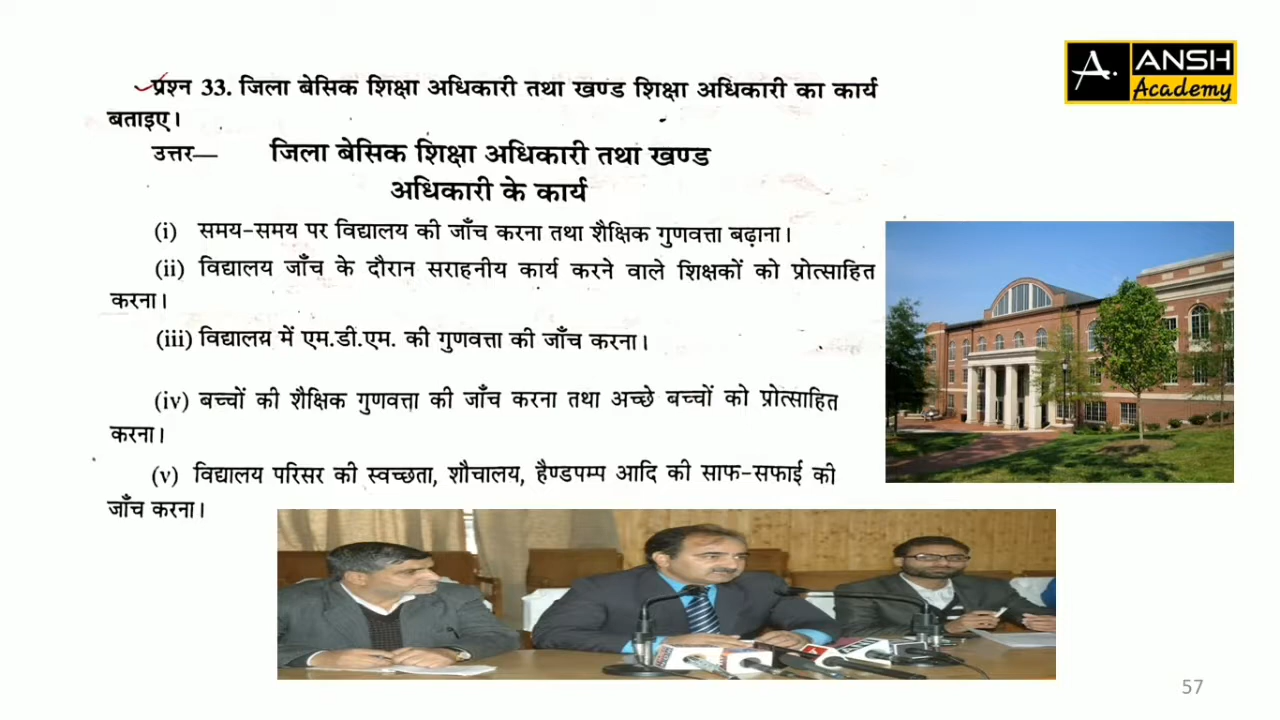 प्रश्न 33. जिला बेसिक शिक्षा अधिकारी तथा खण्ड शिक्षा अधिकारी का कार्य
बताइए।
उत्तर— जिला बेसिक शिक्षा अधिकारी तथा खण्ड
अधिकारी के कार्य
(i) समय-समय पर विद्यालय की जाँच करना तथा शैक्षिक गुणवत्ता बढ़ाना।
(ii) विद्यालय जाँच के दौरान सराहनीय कार्य करने वाले शिक्षकों को प्रोत्साहित
करना।
(iii) विद्यालय में एम.डी.एम. की गुणवत्ता की जाँच करना।
(iv) बच्चों की शैक्षिक गुणवत्ता की जाँच करना तथा अच्छे बच्चों को प्रोत्साहित
करना।
(v) विद्यालय परिसर की स्वच्छता, शौचालय, हैण्डपम्प आदि की साफ-सफाई की
जाँच करना।
A. ANSH
Academy
ANI
57